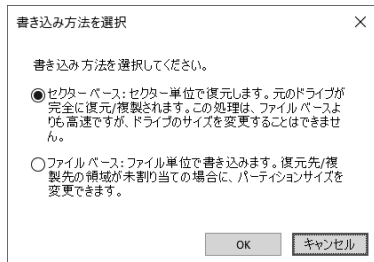 書き込み方法を選択
書き込み方法を選択してください。
セクター ベース: セクター単位で復元します。元のドライブが
完全に復元/複製されます。この処理は、ファイル ベースよ
りも高速ですが、ドライブのサイズを変更することはできませ
ん。
ファイル ベース: ファイル単位で書き込みます。復元先/複
製先の領域が未割り当ての場合に、パーティションサイズを
変更できます。
OK キャンセル